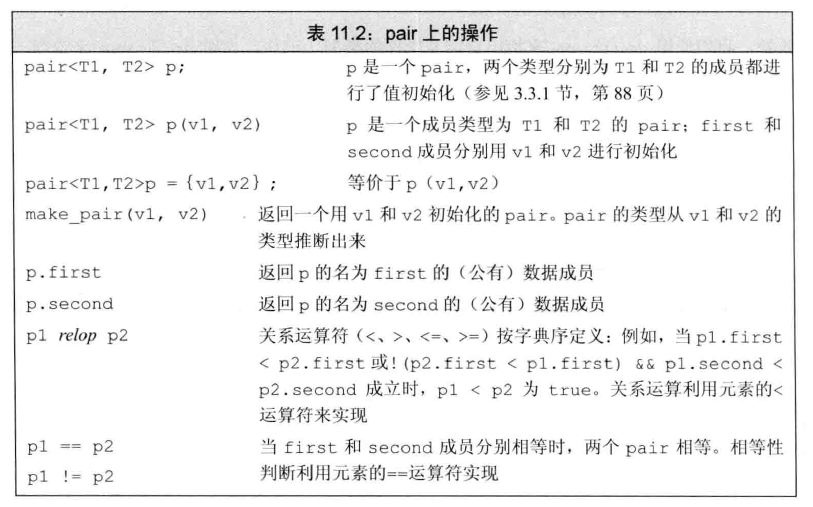 表 11.2：pair 上的操作
pair<T1, T2> p; p 是一个 pair，两个类型分别为 T1 和 T2 的成员都进
行了值初始化（参见 3.3.1 节，第 88 页）
pair<T1, T2> p(v1, v2) p 是一个成员类型为 T1 和 T2 的 pair；first 和
second 成员分别用 v1 和 v2 进行初始化
pair<T1,T2>p = {v1,v2} ; 等价于 p（v1,v2）
make_pair(v1, v2) 返回一个用 v1 和 v2 初始化的 pair。pair 的类型从 v1 和 v2 的
类型推断出来
p.first 返回 p 的名为 first 的（公有）数据成员
p.second 返回 p 的名为 second 的（公有）数据成员
p1 relop p2 关系运算符（<、>、<=、>=）按字典序定义：例如，当 p1.first
< p2.first 或!(p2.first < p1.first) && p1.second <
p2.second 成立时，p1 < p2 为 true。关系运算利用元素的<
运算符来实现
p1 == p2 当 first 和 second 成员分别相等时，两个 pair 相等。相等性
p1 != p2 判断利用元素的==运算符实现